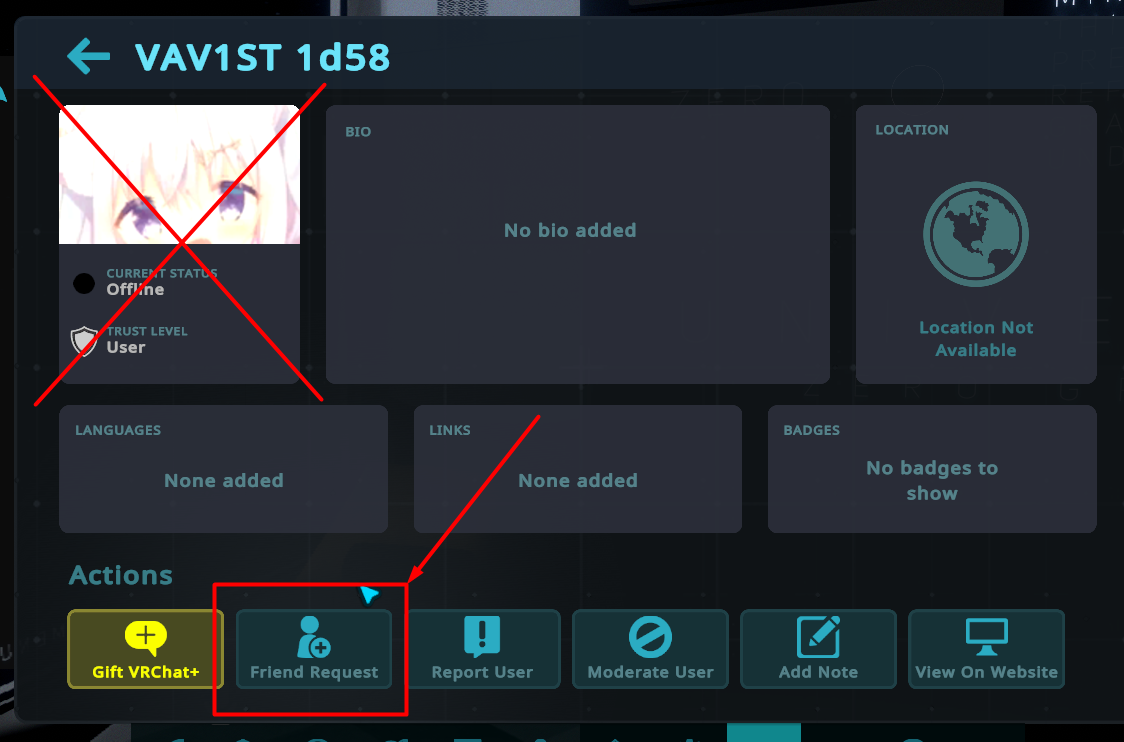 VAV1ST 1d58
BIO
No bio added
LOCATION
Location Not
Available
CURRENT STATUS
Offline
TRUST LEVEL
User
LANGUAGES
None added
LINKS
None added
BADGES
No badges to
show
Actions
Gift VRChat+
Friend Request
Report User
Moderate User
Add Note
View On Website